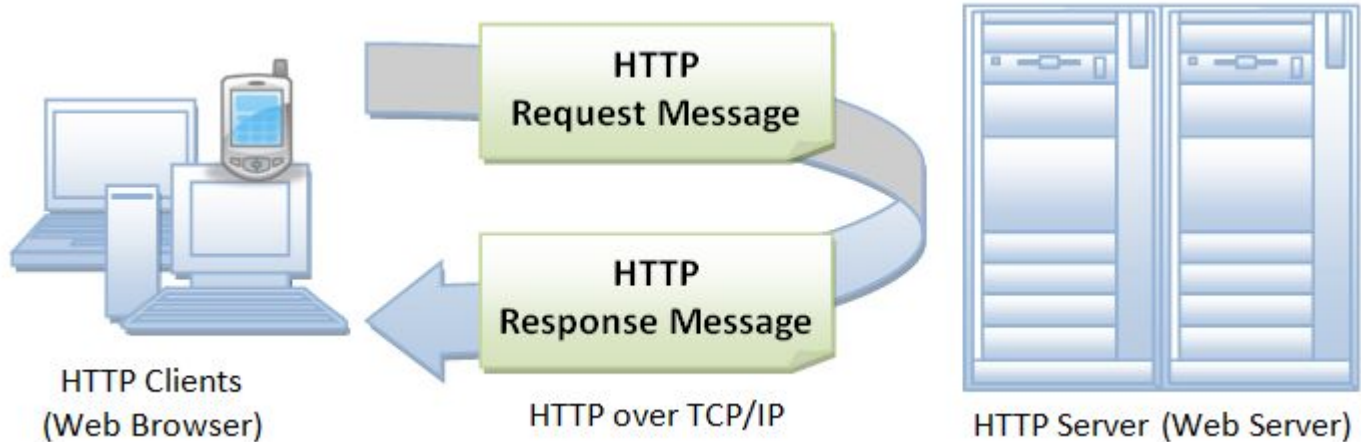 HTTP
Request Message
HTTP
Response Message
HTTP Clients
(Web Browser)
HTTP over TCP/IP
HTTP Server (Web Server)